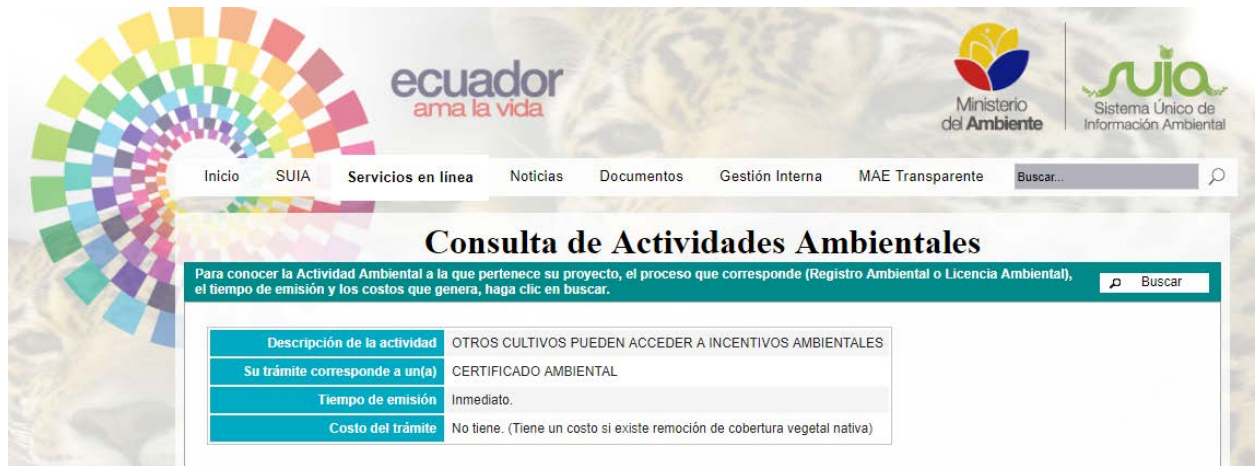 ecuador
ama la vida
Ministerio
del Ambiente
suia
Sistema Único de
Información Ambiental
Inicio SUIA Servicios en línea Noticias Documentos Gestión Interna MAE Transparente Buscar...
Consulta de Actividades Ambientales
Para conocer la Actividad Ambiental a la que pertenece su proyecto, el proceso que corresponde (Registro Ambiental o Licencia Ambiental),
el tiempo de emisión y los costos que genera, haga clic en buscar.
Buscar
Descripción de la actividad OTROS CULTIVOS PUEDEN ACCEDER A INCENTIVOS AMBIENTALES
Su trámite corresponde a un(a) CERTIFICADO AMBIENTAL
Tiempo de emisión Inmediato.
Costo del trámite No tiene. (Tiene un costo si existe remoción de cobertura vegetal nativa)